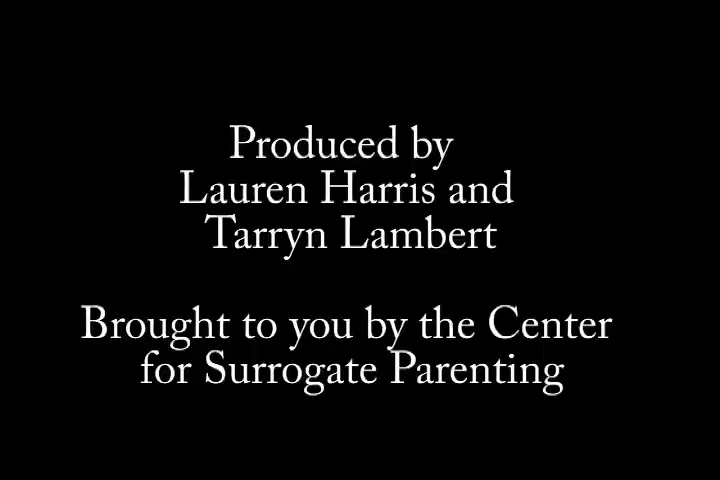 Produced by
Lauren Harris and
Tarryn Lambert
Brought to you by the Center
for Surrogate Parenting